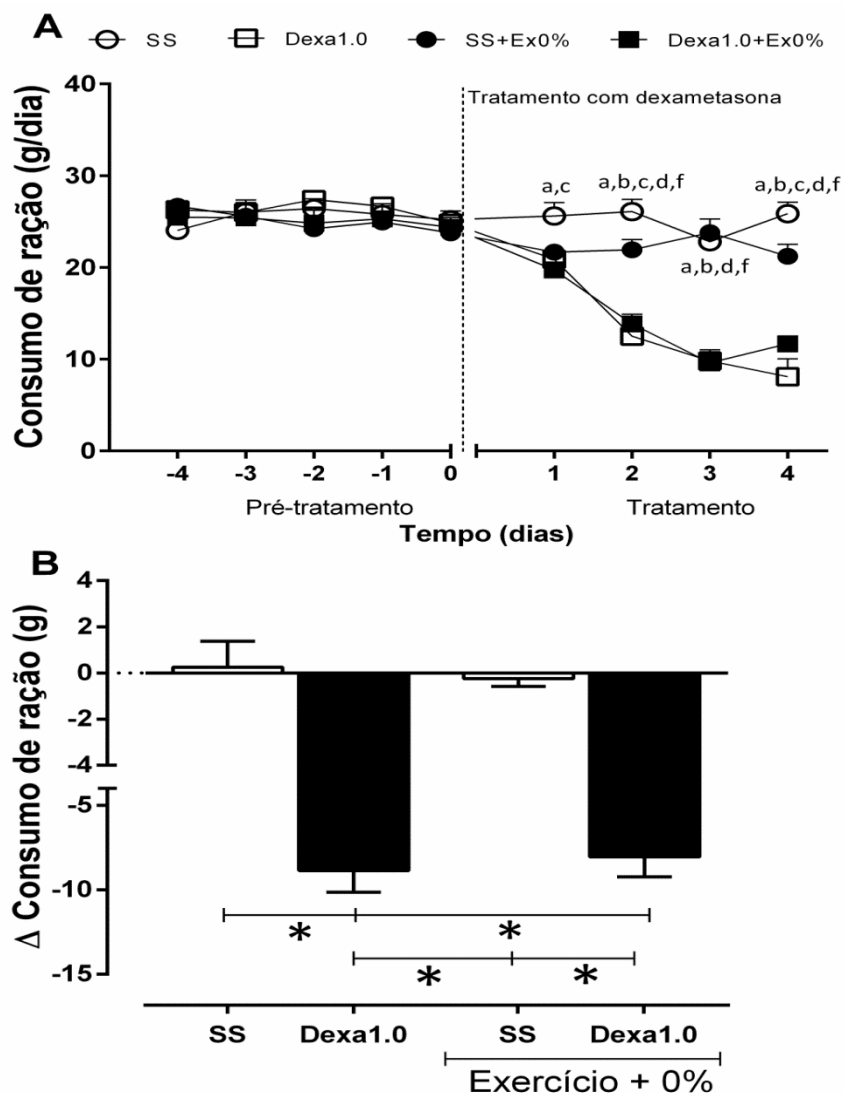 A
SS Dexa1.0 SS+Ex0% Dexa1.0+Ex0%
Consumo de ração (g/dia)
40
30
20
10
0
Tratamento com dexametasona
a,c
a,b,c,d,f
a,b,d,f
a,b,c,d,f
-4 -3 -2 -1 0 1 2 3 4
Pré-tratamento Tratamento
Tempo (dias)
B
Δ Consumo de ração (g)
4
2
0
-2
-4
-5
-10
-15
* *
* *
SS Dexa1.0 SS Dexa1.0
Exercício + 0%